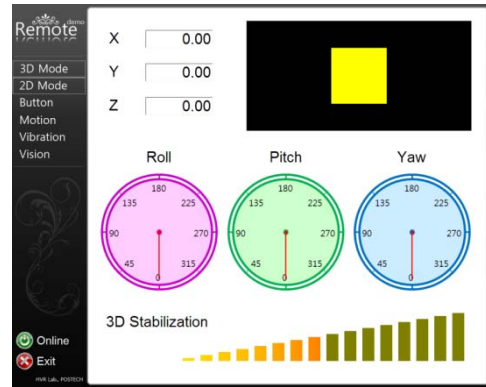 Remote demo
3D Mode
2D Mode
Button
Motion
Vibration
Vision
Online
Exit
HVR Lab., POSTECH
X 0.00
Y 0.00
Z 0.00
Roll Pitch Yaw
180 180 180
135 225 135 225 135 225
90 270 90 270 90 270
45 315 45 315 45 315
0 0 0
3D Stabilization